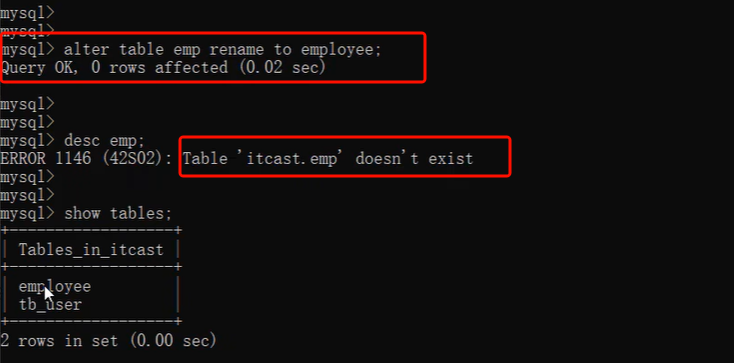 mysql>
mysql>
mysql> alter table emp rename to employee;
Query OK, 0 rows affected (0.02 sec)
mysql>
mysql>
mysql> desc emp;
ERROR 1146 (42S02): Table 'itcast.emp' doesn't exist
mysql>
mysql>
mysql> show tables;
+------------------+
| Tables_in_itcast |
+------------------+
| employee         |
| tb_user          |
+------------------+
2 rows in set (0.00 sec)